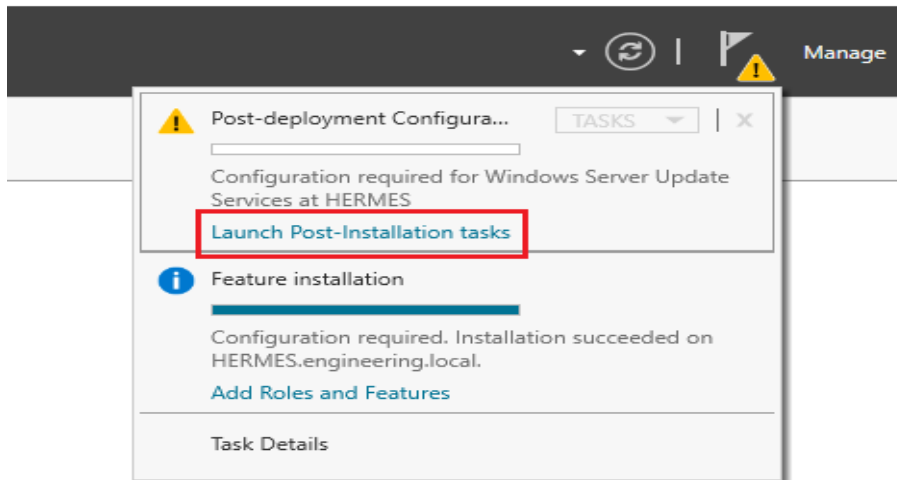 Manage
Post-deployment Configura...
TASKS
Configuration required for Windows Server Update
Services at HERMES
Launch Post-Installation tasks
Feature installation
Configuration required. Installation succeeded on
HERMES.engineering.local.
Add Roles and Features
Task Details